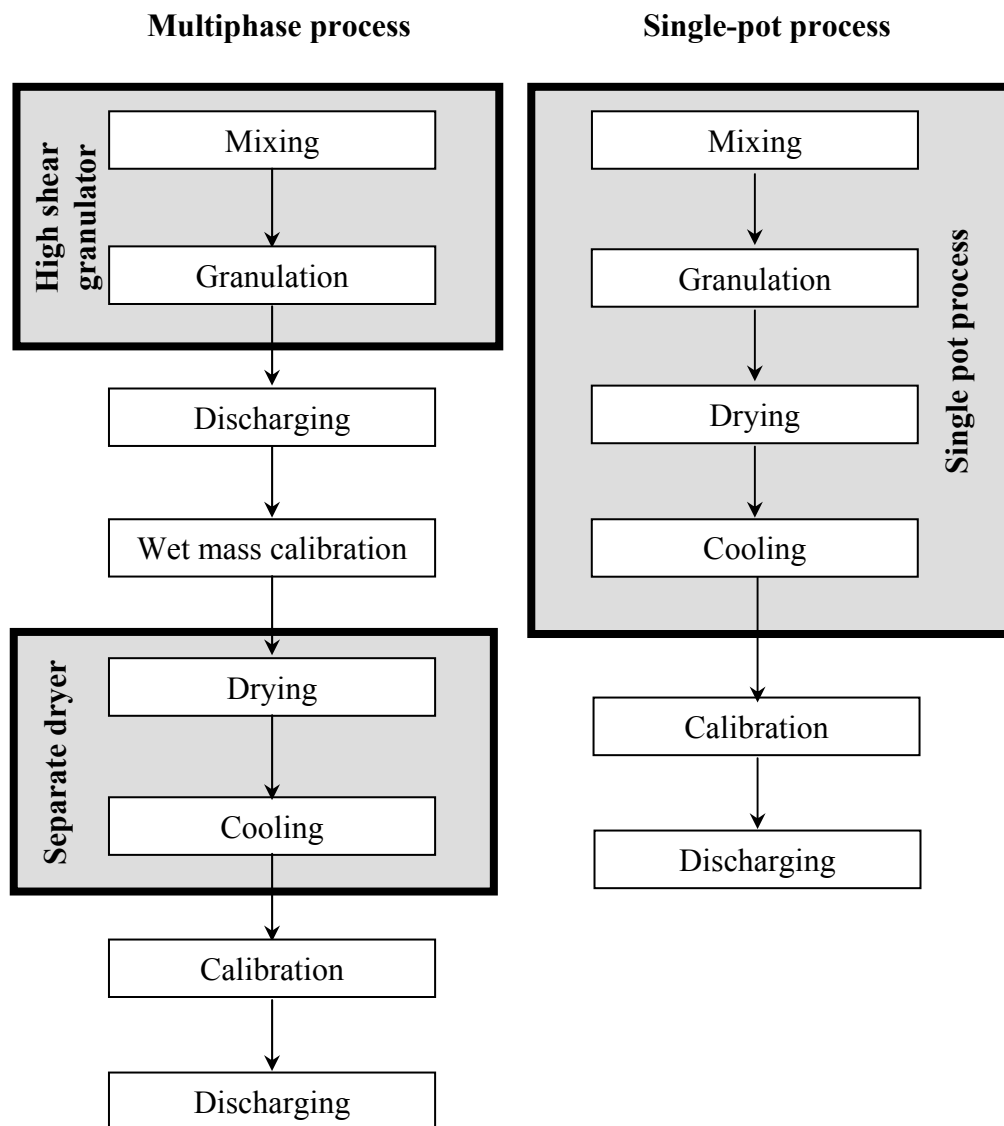 Multiphase process
High shear
granulator
Mixing
Granulation
Discharging
Wet mass calibration
Separate dryer
Drying
Cooling
Calibration
Discharging
Single-pot process
Mixing
Granulation
Drying
Cooling
Single pot process
Calibration
Discharging